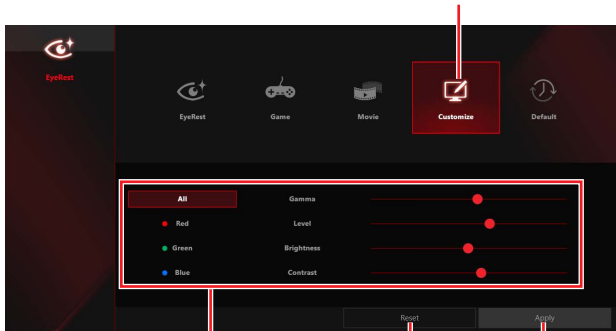 EyeRest
EyeRest Game Movie Customize Default
All Gamma
Red Level
Green Brightness
Blue Contrast
Reset Apply